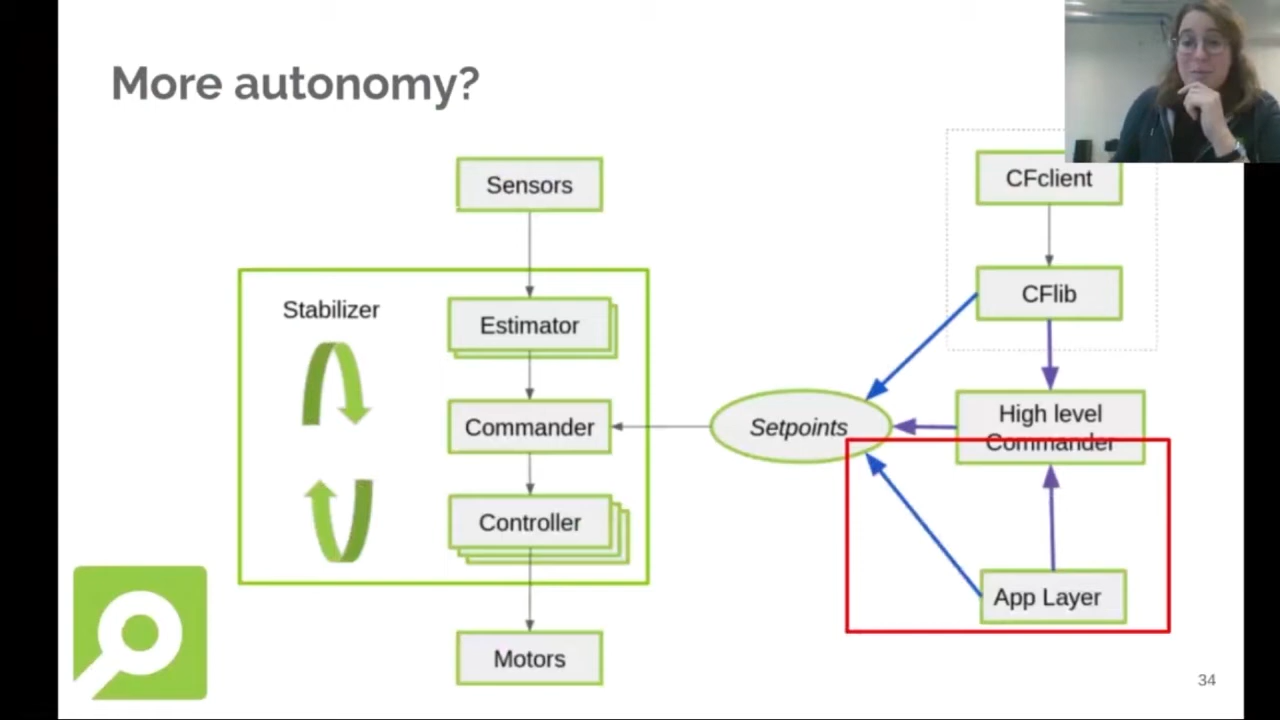 More autonomy?
Sensors
CFclient
CFlib
Stabilizer
Estimator
Commander
Setpoints
High level
Commander
Controller
App Layer
Motors
34